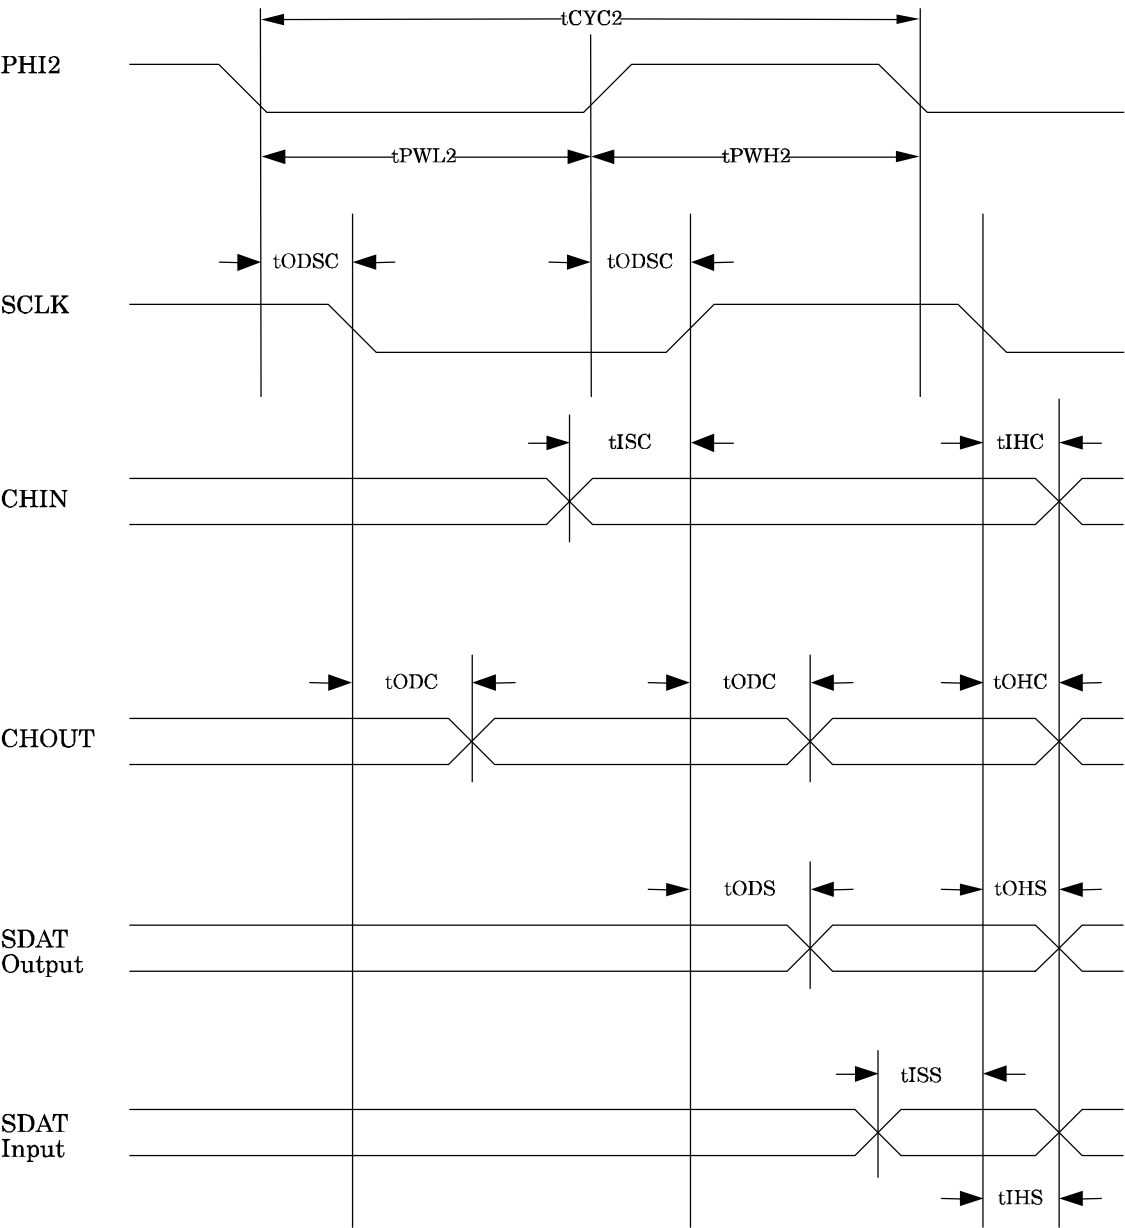 tCYC2
PHI2
tPWL2
tPWH2
tODSC
tODSC
SCLK
tISC
tIHC
CHIN
tODC
tODC
tOHC
CHOUT
tODS
tOHS
SDAT
Output
tISS
SDAT
Input
tIHS